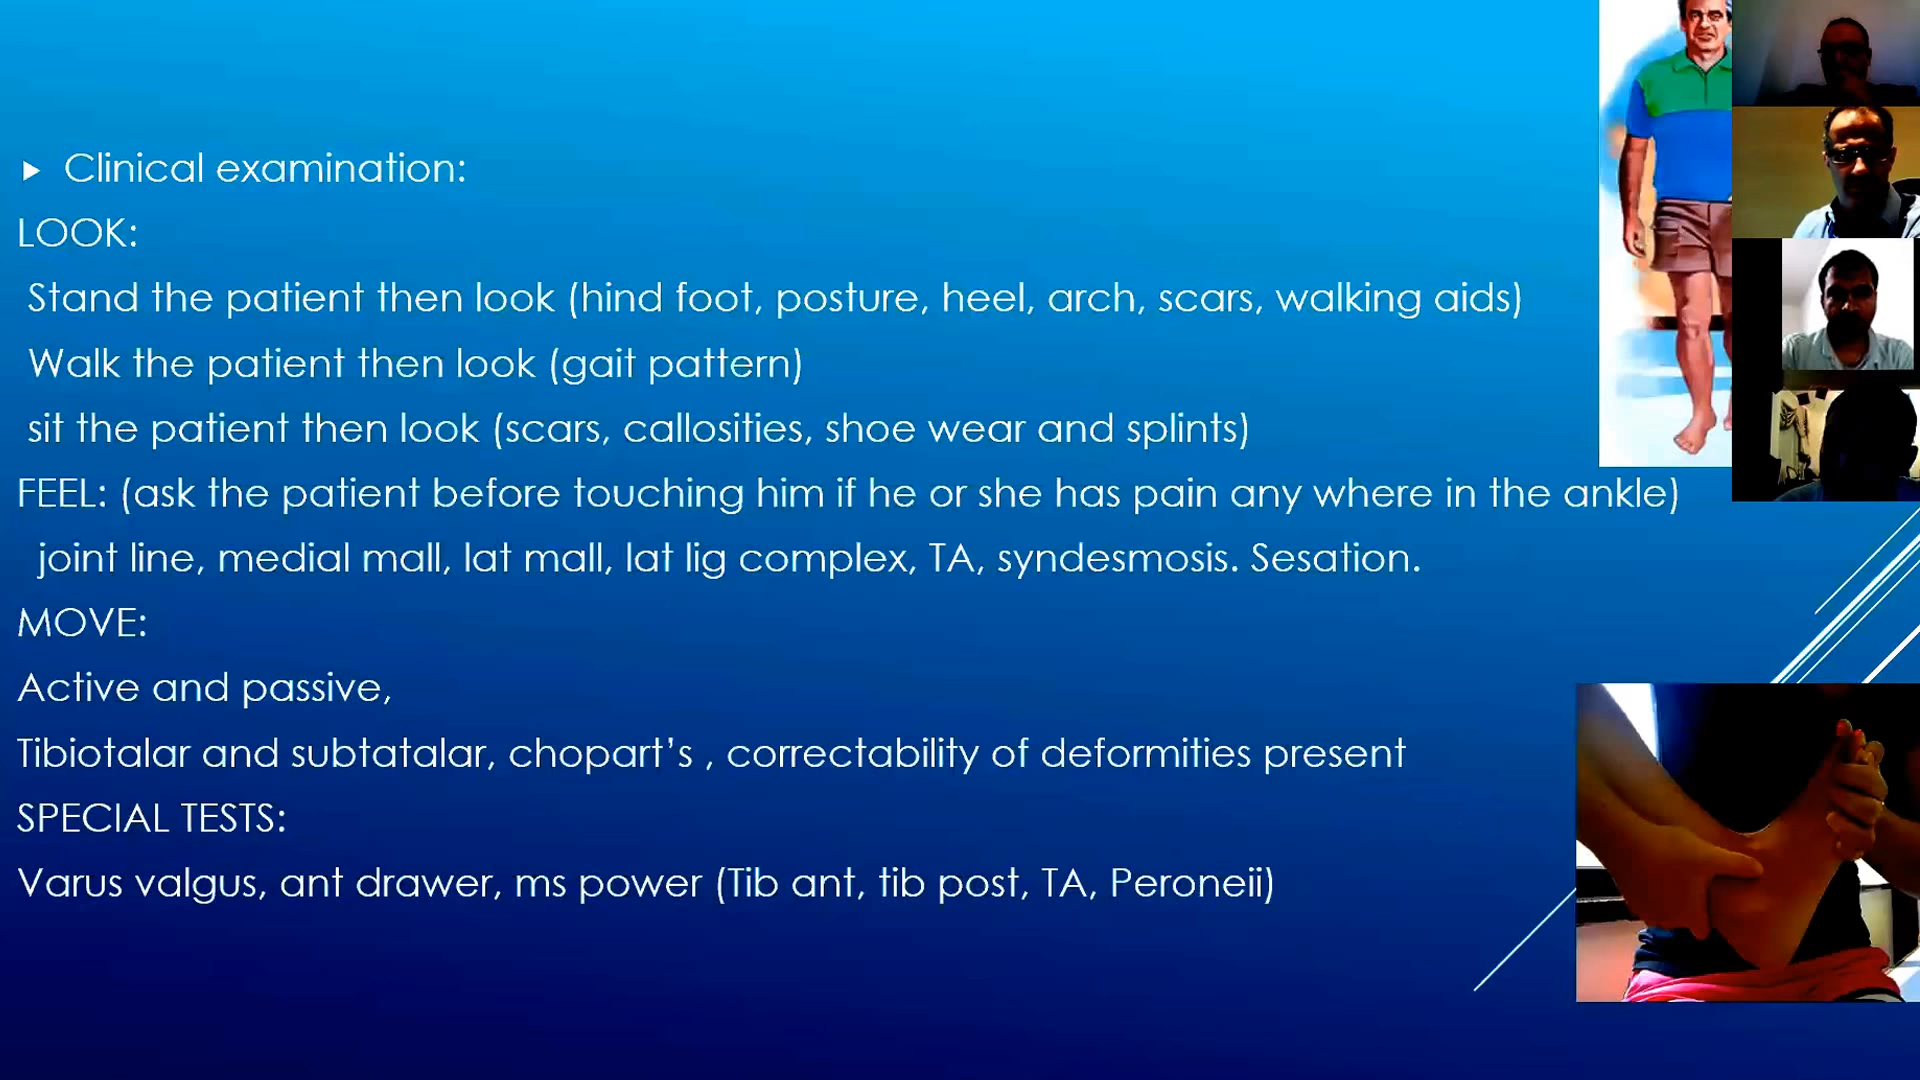 Clinical examination:
LOOK:
Stand the patient then look (hind foot, posture, heel, arch, scars, walking aids)
Walk the patient then look (gait pattern)
sit the patient then look (scars, callosities, shoe wear and splints)
FEEL: (ask the patient before touching him if he or she has pain any where in the ankle)
joint line, medial mall, lat mall, lat lig complex, TA, syndesmosis. Sesation.
MOVE:
Active and passive,
Tibiotalar and subtatalar, chopart’s , correctability of deformities present
SPECIAL TESTS:
Varus valgus, ant drawer, ms power (Tib ant, tib post, TA, Peroneii)